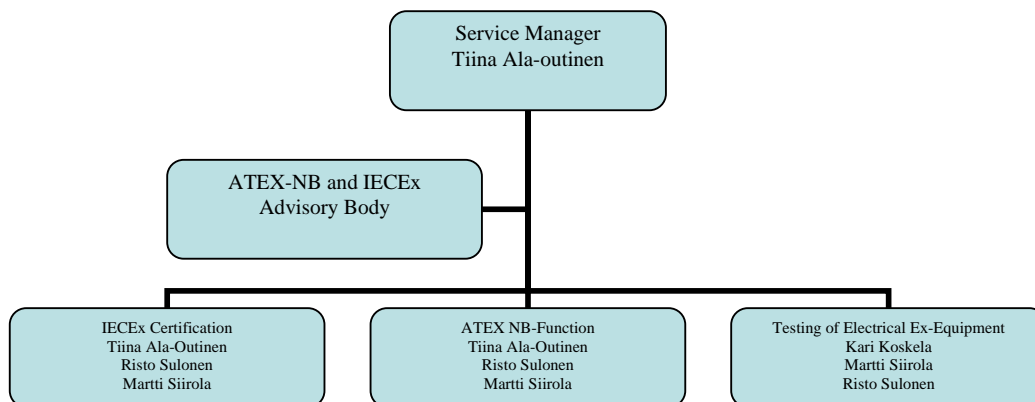 Service Manager
Tiina Ala-outinen
ATEX-NB and IECEx
Advisory Body
IECEx Certification
Tiina Ala-Outinen
Risto Sulonen
Martti Siirola
ATEX NB-Function
Tiina Ala-Outinen
Risto Sulonen
Martti Siirola
Testing of Electrical Ex-Equipment
Kari Koskela
Martti Siirola
Risto Sulonen